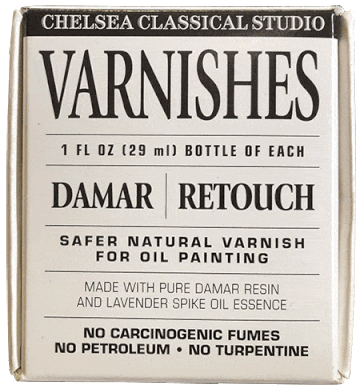 CHELSEA CLASSICAL STUDIO
VARNISHES
1 FL OZ (29 ml) BOTTLE OF EACH
DAMAR | RETOUCH
SAFER NATURAL VARNISH
FOR OIL PAINTING
MADE WITH PURE DAMAR RESIN
AND LAVENDER SPIKE OIL ESSENCE
NO CARCINOGENIC FUMES
NO PETROLEUM • NO TURPENTINE